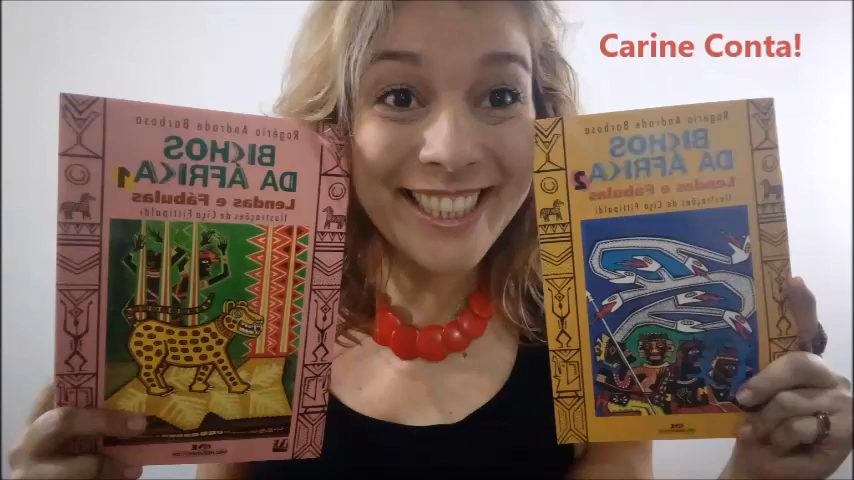 Carine Conta!
Rogério Andrade Barbosa
BICHOS
DA ÁFRICA 1
Lendas e Fábulas
Ilustrações de Ciça Fittipaldi
Rogério Andrade Barbosa
BICHOS
DA ÁFRICA 2
Lendas e Fábulas
Ilustrações de Ciça Fittipaldi